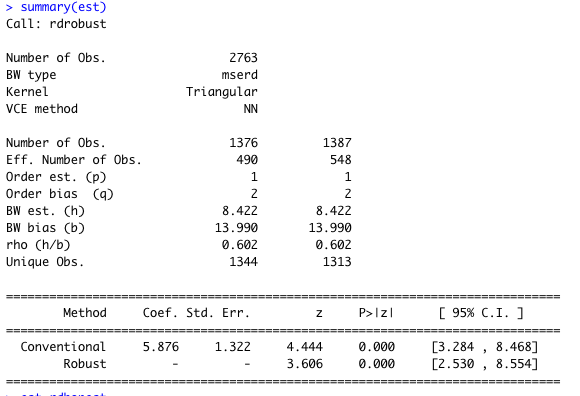 > summary(est)
Call: rdrobust
Number of Obs. 2763
BW type mserd
Kernel Triangular
VCE method NN
Number of Obs. 1376 1387
Eff. Number of Obs. 490 548
Order est. (p) 1 1
Order bias (q) 2 2
BW est. (h) 8.422 8.422
BW bias (b) 13.990 13.990
rho (h/b) 0.602 0.602
Unique Obs. 1344 1313
=============================================================================
Method Coef. Std. Err. z P>|z| [ 95% C.I. ]
=============================================================================
Conventional 5.876 1.322 4.444 0.000 [3.284 , 8.468]
Robust - - 3.606 0.000 [2.530 , 8.554]
=============================================================================